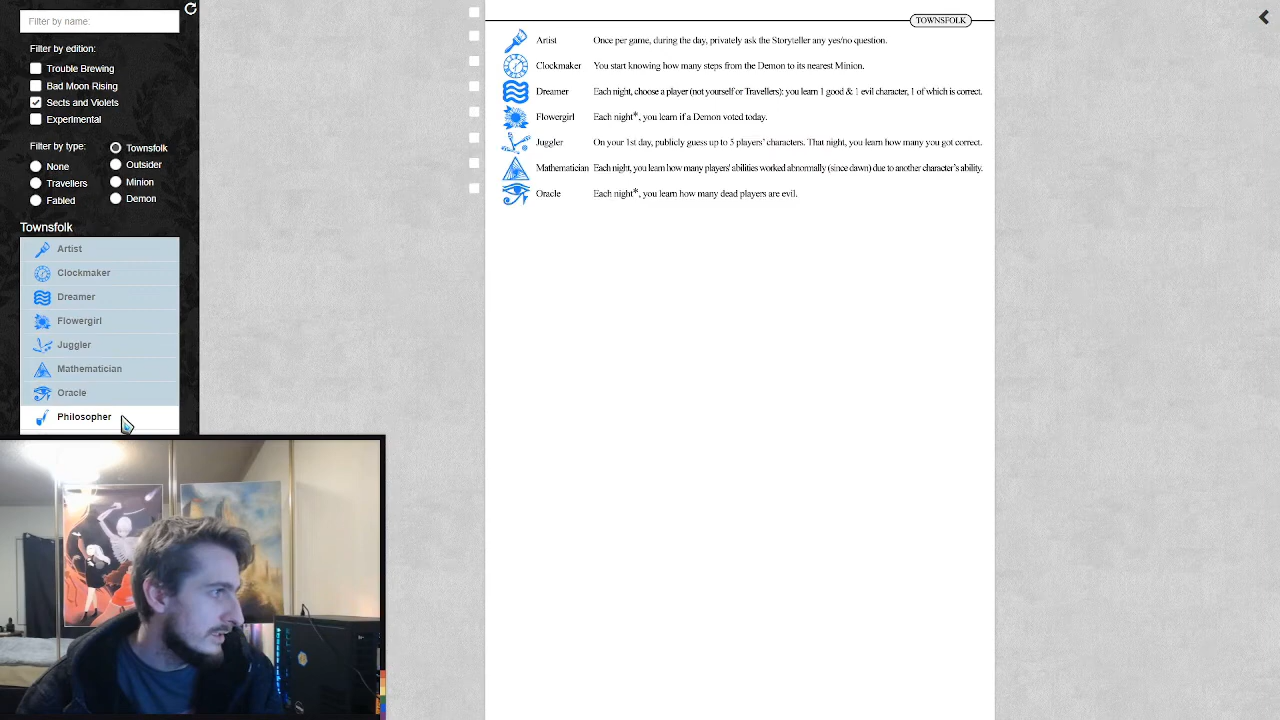 Filter by name:
Filter by edition:
Trouble Brewing
Bad Moon Rising
Sects and Violets
Experimental
Filter by type:
None
Travellers
Fabled
Townsfolk
Outsider
Minion
Demon
Townsfolk
Artist
Clockmaker
Dreamer
Flowergirl
Juggler
Mathematician
Oracle
Philosopher
TOWNSFOLK
Artist Once per game, during the day, privately ask the Storyteller any yes/no question.
Clockmaker You start knowing how many steps from the Demon to its nearest Minion.
Dreamer Each night, choose a player (not yourself or Travellers): you learn 1 good & 1 evil character, 1 of which is correct.
Flowergirl Each night*, you learn if a Demon voted today.
Juggler On your 1st day, publicly guess up to 5 players' characters. That night, you learn how many you got correct.
Mathematician Each night, you learn how many players' abilities worked abnormally (since dawn) due to another character's ability.
Oracle Each night*, you learn how many dead players are evil.